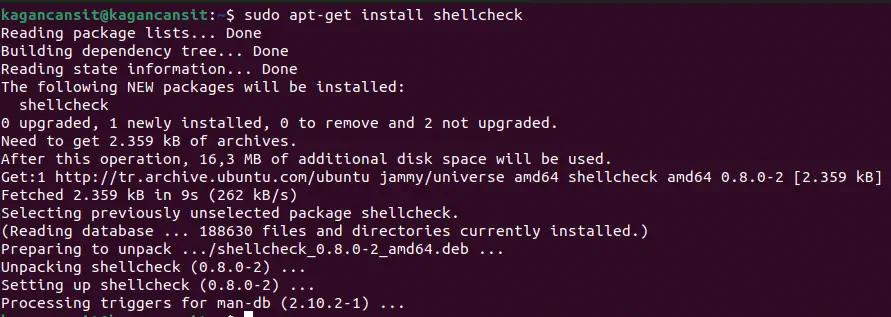 kagancansit@kagancansit:~$ sudo apt-get install shellcheck
Reading package lists... Done
Building dependency tree... Done
Reading state information... Done
The following NEW packages will be installed:
  shellcheck
0 upgraded, 1 newly installed, 0 to remove and 2 not upgraded.
Need to get 2.359 kB of archives.
After this operation, 16,3 MB of additional disk space will be used.
Get:1 http://tr.archive.ubuntu.com/ubuntu jammy/universe amd64 shellcheck amd64 0.8.0-2 [2.359 kB]
Fetched 2.359 kB in 9s (262 kB/s)
Selecting previously unselected package shellcheck.
(Reading database ... 188630 files and directories currently installed.)
Preparing to unpack .../shellcheck_0.8.0-2_amd64.deb ...
Unpacking shellcheck (0.8.0-2) ...
Setting up shellcheck (0.8.0-2) ...
Processing triggers for man-db (2.10.2-1) ...